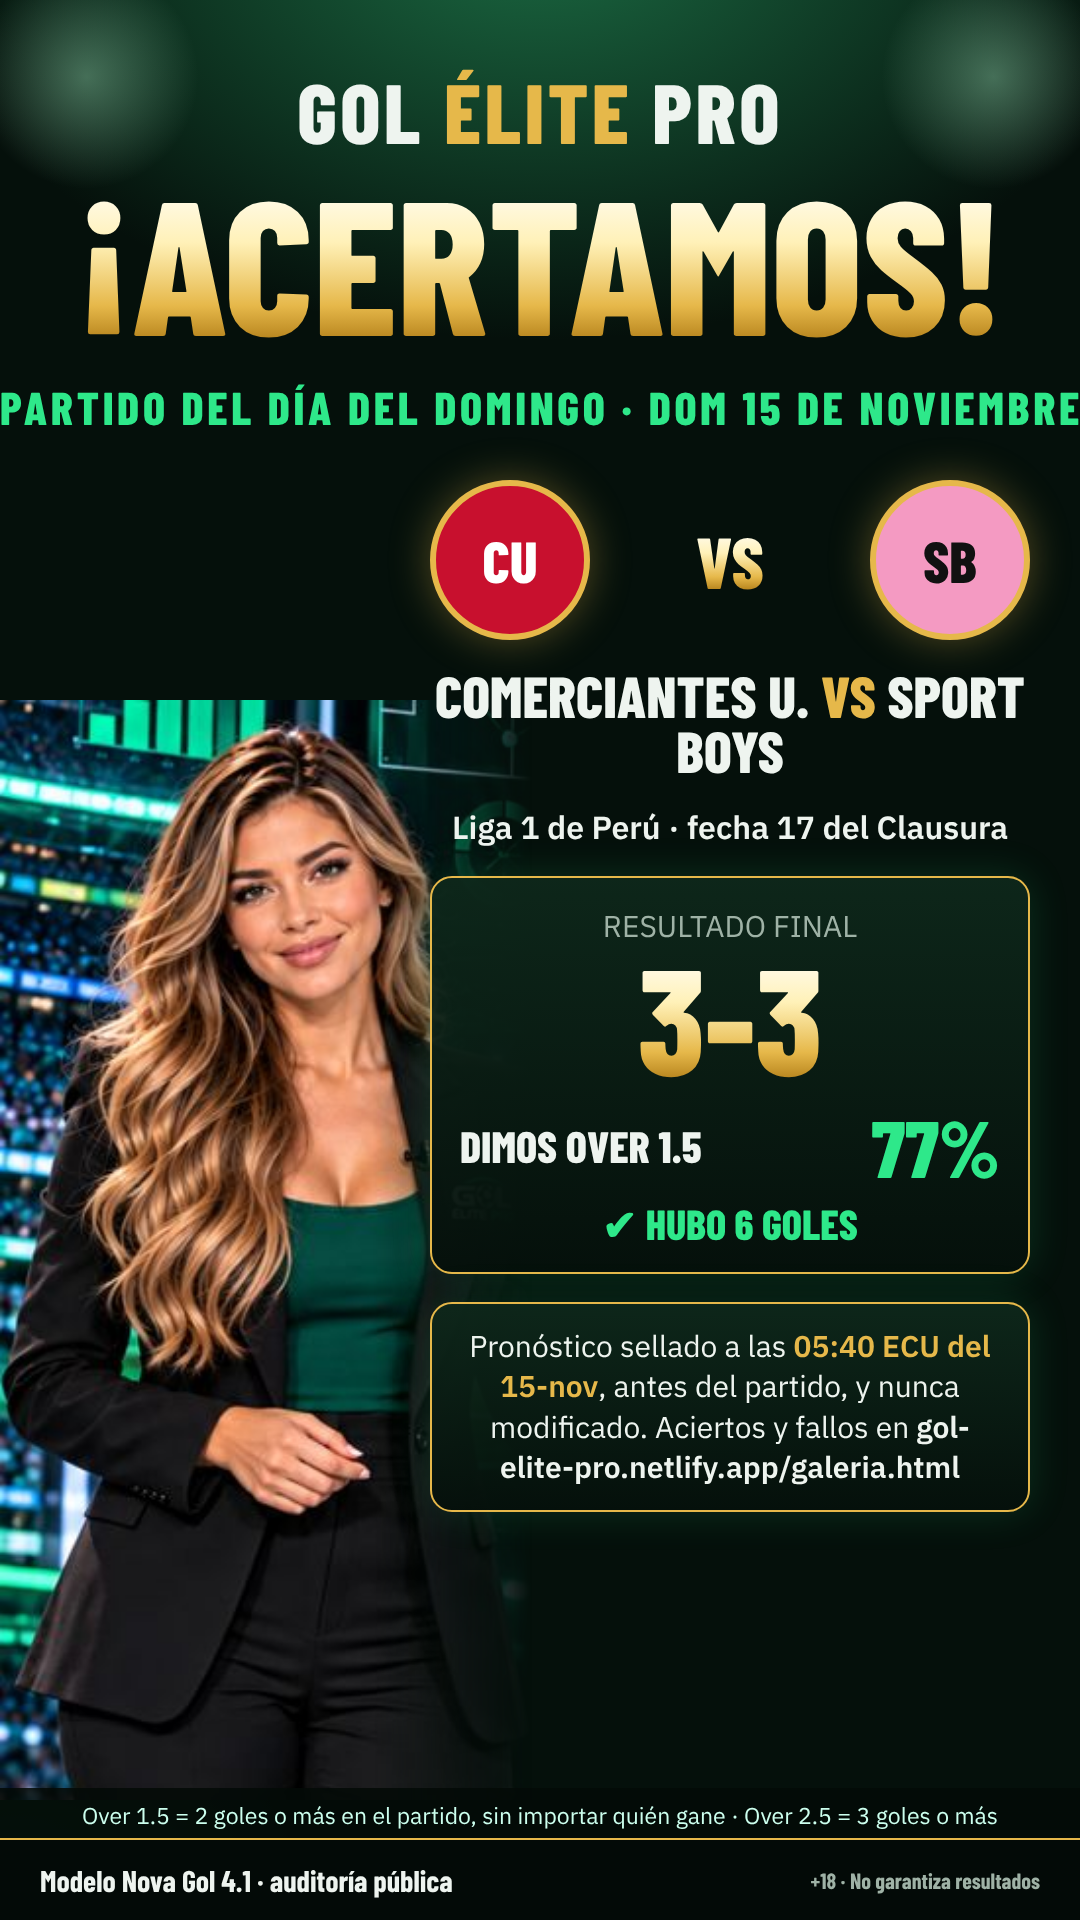 GOL ÉLITE PRO
¡ACERTAMOS!
PARTIDO DEL DÍA DEL DOMINGO · DOM 15 DE NOVIEMBRE
CU VS SB
COMERCIANTES U. VS SPORT
BOYS
Liga 1 de Perú · fecha 17 del Clausura
RESULTADO FINAL
3-3
DIMOS OVER 1.5 77%
✔ HUBO 6 GOLES
Pronóstico sellado a las 05:40 ECU del
15-nov, antes del partido, y nunca
modificado. Aciertos y fallos en gol-
elite-pro.netlify.app/galeria.html
Over 1.5 = 2 goles o más en el partido, sin importar quién gane · Over 2.5 = 3 goles o más
Modelo Nova Gol 4.1 · auditoría pública
+18 · No garantiza resultados